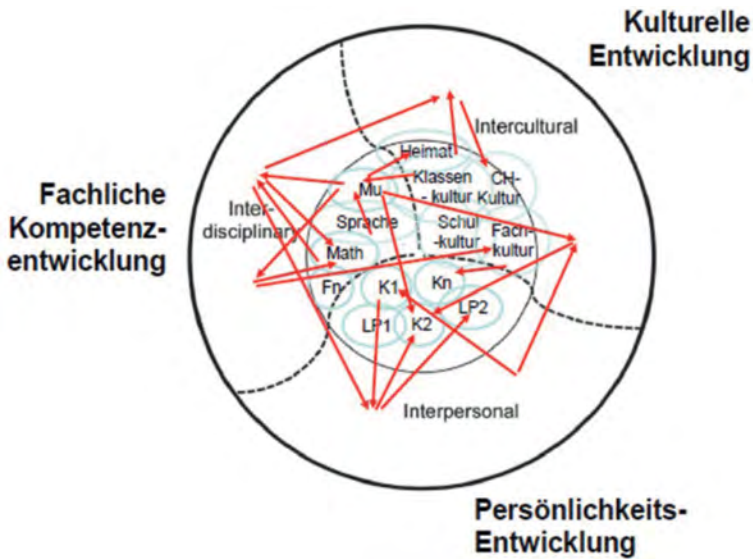 Kulturelle
Entwicklung
Intercultural
Heimat
Klassen
- kultur
CH-
Kultur
Mu
Fachliche
Kompetenz-
entwicklung
Inter-
disciplinary
Sprache
Schul
-kultur
Fach-
kultur
Math
Fn
K1
Kn
LP1
K2
LP2
Interpersonal
Persönlichkeits-
Entwicklung